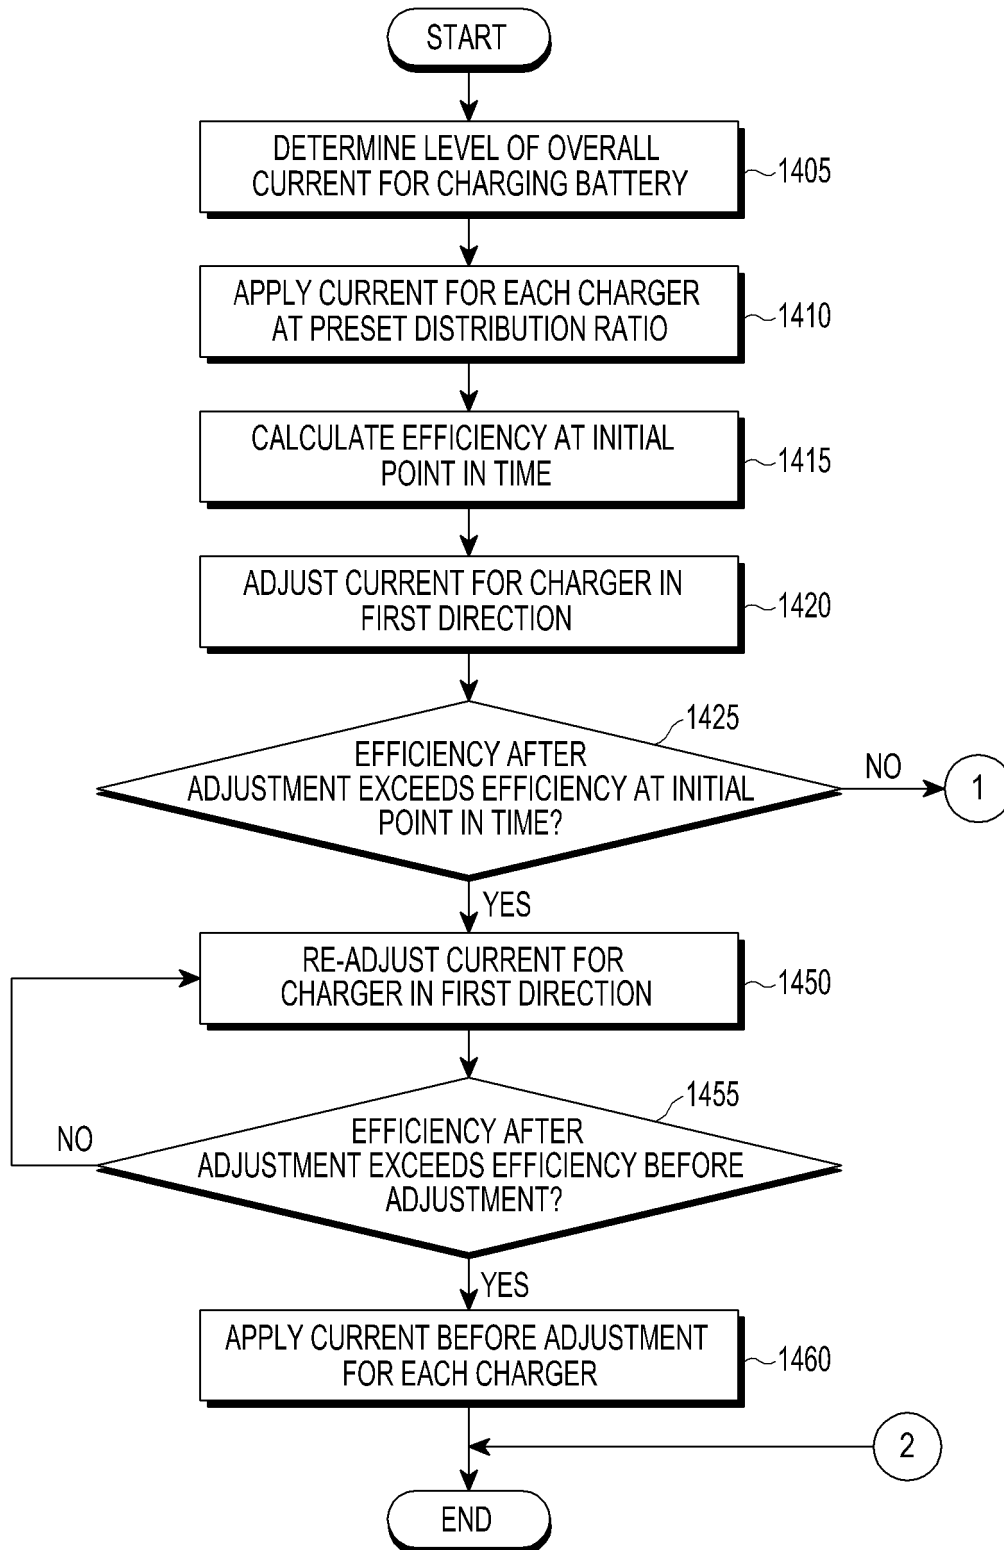 START
DETERMINE LEVEL OF OVERALL
CURRENT FOR CHARGING BATTERY
1405
APPLY CURRENT FOR EACH CHARGER
AT PRESET DISTRIBUTION RATIO
1410
CALCULATE EFFICIENCY AT INITIAL
POINT IN TIME
1415
ADJUST CURRENT FOR CHARGER IN
FIRST DIRECTION
1420
1425
EFFICIENCY AFTER
ADJUSTMENT EXCEEDS EFFICIENCY AT INITIAL
POINT IN TIME?
NO
1
YES
RE-ADJUST CURRENT FOR
CHARGER IN FIRST DIRECTION
1450
1455
EFFICIENCY AFTER
ADJUSTMENT EXCEEDS EFFICIENCY BEFORE
ADJUSTMENT?
NO
YES
APPLY CURRENT BEFORE ADJUSTMENT
FOR EACH CHARGER
1460
2
END